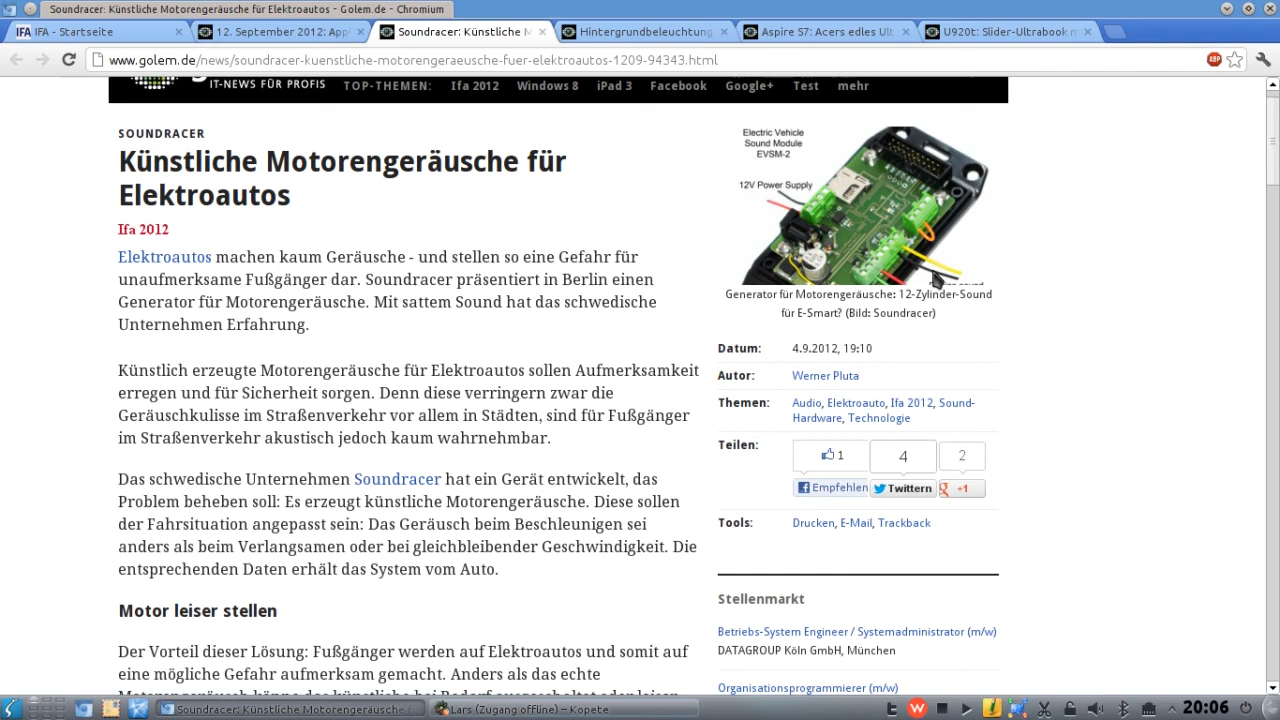 Soundracer: Künstliche Motorengeräusche für Elektroautos - Golem.de - Chromium
IFA IFA - Startseite
12. September 2012: Appl
Soundracer: Künstliche M
Hintergrundbeleuchtung
Aspire S7: Acers edles Ult
U920t: Slider-Ultrabook m
www.golem.de/news/soundracer-kuenstliche-motorengeraeusche-fuer-elektroautos-1209-94343.html
ABP
IT-NEWS FÜR PROFIS
TOP-THEMEN: Ifa 2012 Windows 8 iPad 3 Facebook Google+ Test mehr
SOUNDRACER
Künstliche Motorengeräusche für
Elektroautos
Ifa 2012
Elektroautos machen kaum Geräusche - und stellen so eine Gefahr für
unaufmerksame Fußgänger dar. Soundracer präsentiert in Berlin einen
Generator für Motorengeräusche. Mit sattem Sound hat das schwedische
Unternehmen Erfahrung.
Künstlich erzeugte Motorengeräusche für Elektroautos sollen Aufmerksamkeit
erregen und für Sicherheit sorgen. Denn diese verringern zwar die
Geräuschkulisse im Straßenverkehr vor allem in Städten, sind für Fußgänger
im Straßenverkehr akustisch jedoch kaum wahrnehmbar.
Das schwedische Unternehmen Soundracer hat ein Gerät entwickelt, das
Problem beheben soll: Es erzeugt künstliche Motorengeräusche. Diese sollen
der Fahrsituation angepasst sein: Das Geräusch beim Beschleunigen sei
anders als beim Verlangsamen oder bei gleichbleibender Geschwindigkeit. Die
entsprechenden Daten erhält das System vom Auto.
Motor leiser stellen
Der Vorteil dieser Lösung: Fußgänger werden auf Elektroautos und somit auf
eine mögliche Gefahr aufmerksam gemacht. Anders als das echte
Motorengeräusch könne das künstliche bei Bedarf ausgeschaltet oder leiser
Electric Vehicle
Sound Module
EVSM-2
12V Power Supply
Generator für Motorengeräusche: 12-Zylinder-Sound
für E-Smart? (Bild: Soundracer)
Datum: 4.9.2012, 19:10
Autor: Werner Pluta
Themen: Audio, Elektroauto, Ifa 2012, Sound-
Hardware, Technologie
Teilen: 1 4 2
Empfehlen Twittern +1
Tools: Drucken, E-Mail, Trackback
Stellenmarkt
Betriebs-System Engineer / Systemadministrator (m/w)
DATAGROUP Köln GmbH, München
Organisationsprogrammierer (m/w)
Soundracer: Künstliche Motorengeräusche
Lars (Zugang offline) – Kopete
20:06